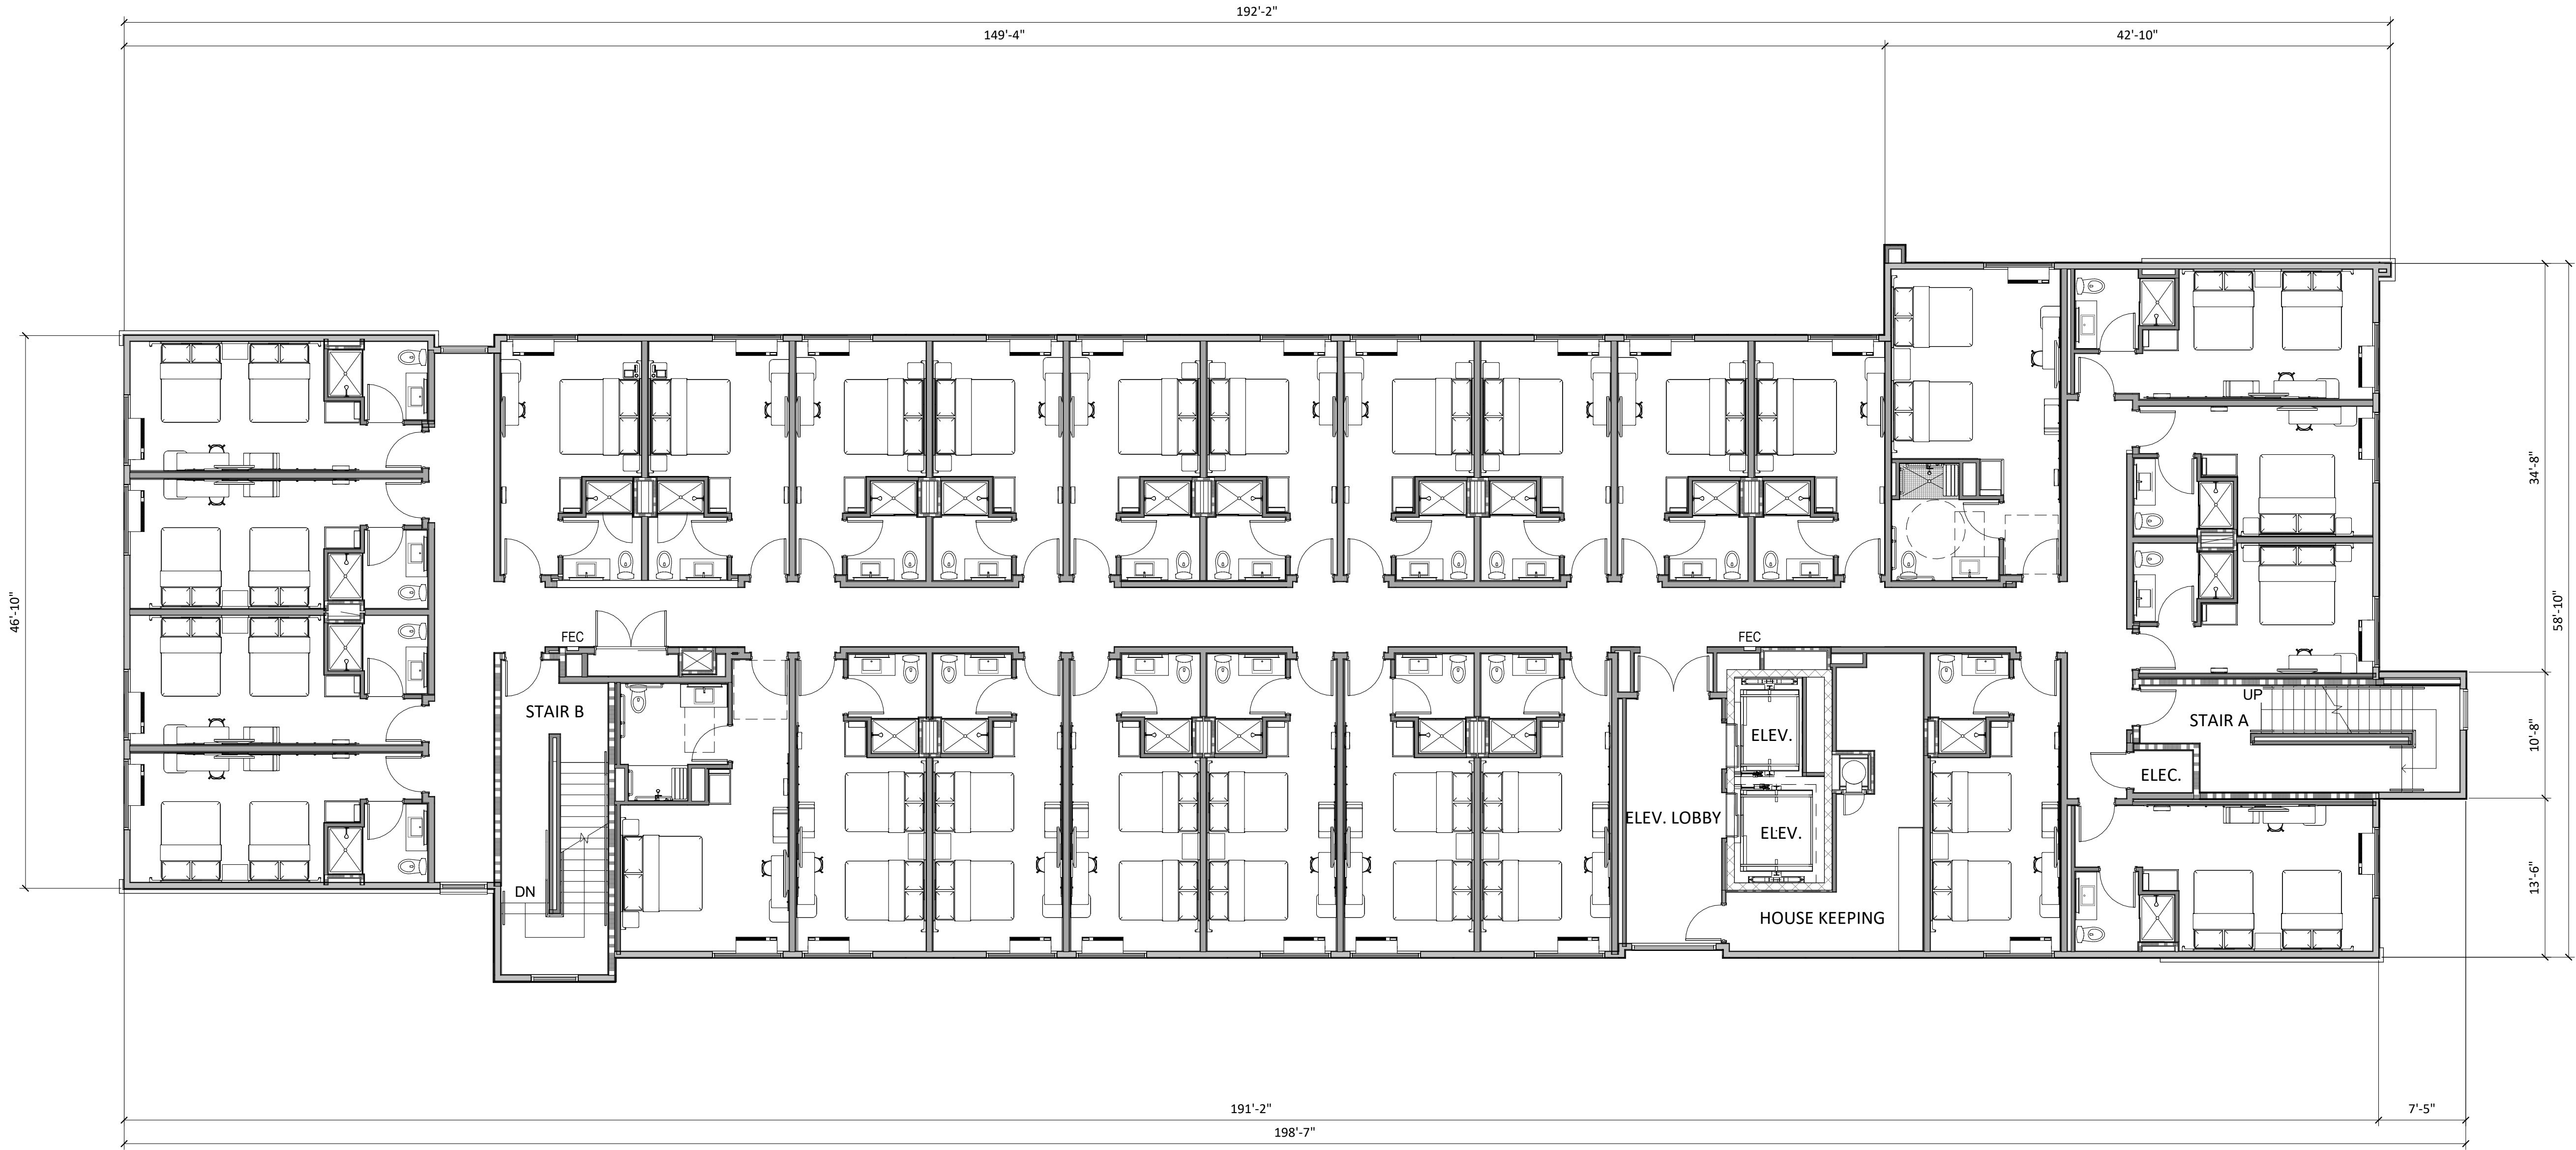 192'-2"
149'-4"
42'-10"
34'-8"
46'-10"
58'-10"
FEC
FEC
UP
STAIR B
STAIR A
10'-8"
ELEV.
ELEC.
ELEV. LOBBY
ELEV.
DN
13'-6"
HOUSE KEEPING
191'-2"
7'-5"
198'-7"